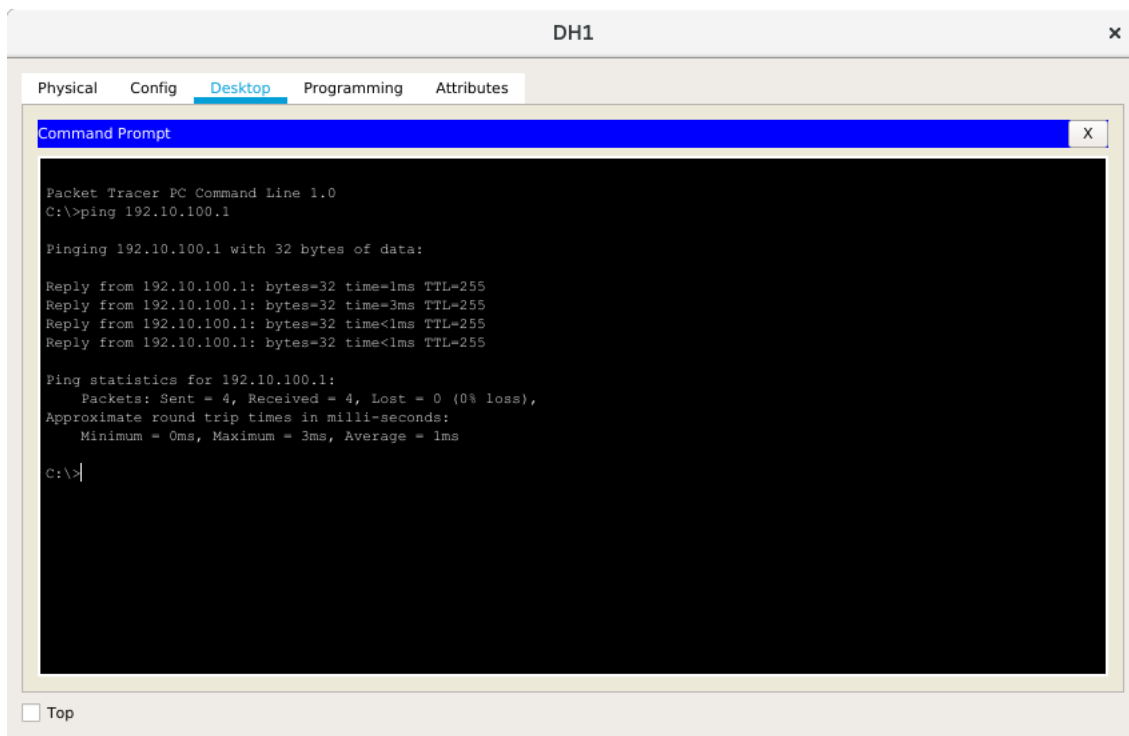 DH1
Physical Config Desktop Programming Attributes
Command Prompt
X
Packet Tracer PC Command Line 1.0
C:\>ping 192.10.100.1
Pinging 192.10.100.1 with 32 bytes of data:
Reply from 192.10.100.1: bytes=32 time=1ms TTL=255
Reply from 192.10.100.1: bytes=32 time=3ms TTL=255
Reply from 192.10.100.1: bytes=32 time<1ms TTL=255
Reply from 192.10.100.1: bytes=32 time<1ms TTL=255
Ping statistics for 192.10.100.1:
Packets: Sent = 4, Received = 4, Lost = 0 (0% loss),
Approximate round trip times in milli-seconds:
Minimum = 0ms, Maximum = 3ms, Average = 1ms
C:\>
Top